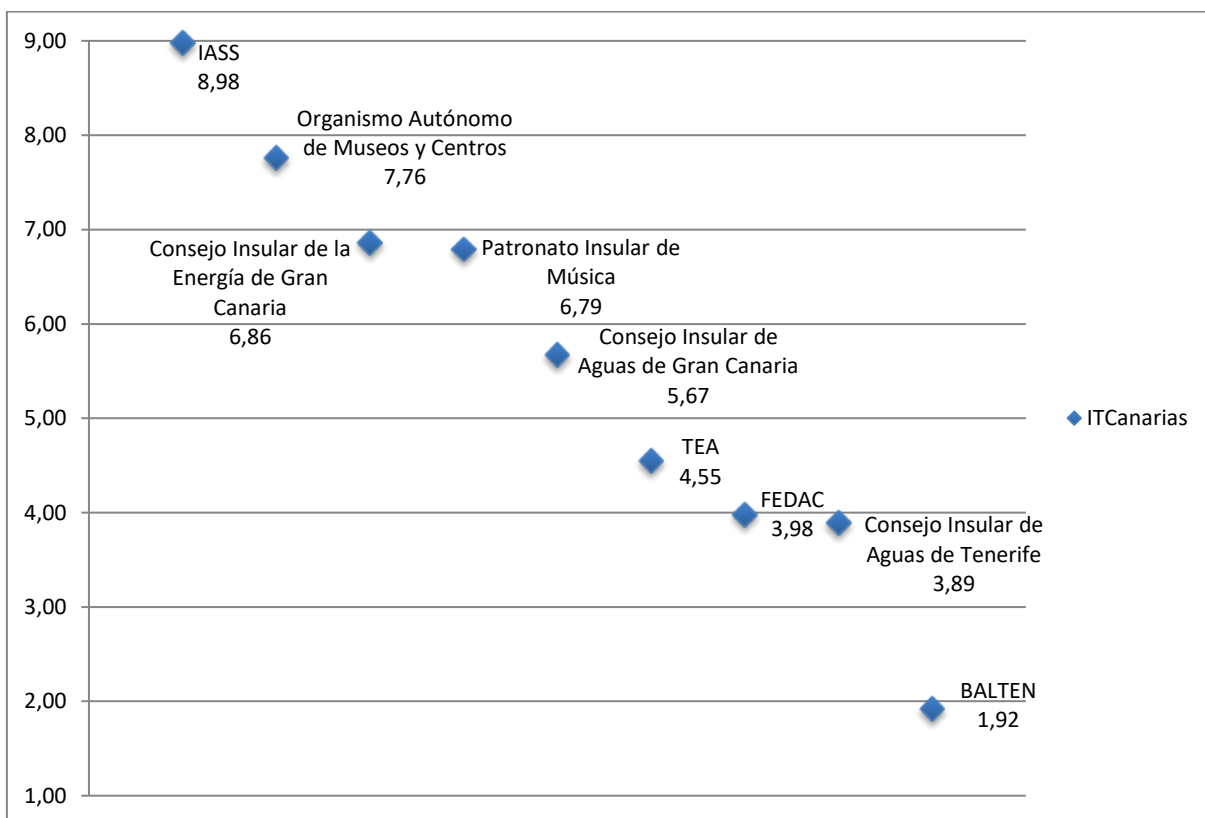 9,00
8,00
7,00
6,00
5,00
4,00
3,00
2,00
1,00
IASS
8,98
Organismo Autónomo
de Museos y Centros
7,76
Consejo Insular de la
Energía de Gran
Canaria
6,86
Patronato Insular de
Música
6,79
Consejo Insular de
Aguas de Gran Canaria
5,67
TEA
4,55
FEDAC
3,98
Consejo Insular de
Aguas de Tenerife
3,89
BALTEN
1,92
ITCanarias